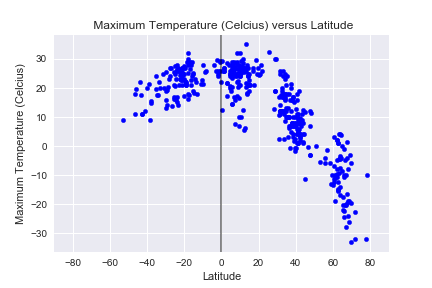 Maximum Temperature (Celcius) versus Latitude
Maximum Temperature (Celcius)
30
20
10
0
−10
−20
−30
−80 −60 −40 −20 0 20 40 60 80
Latitude